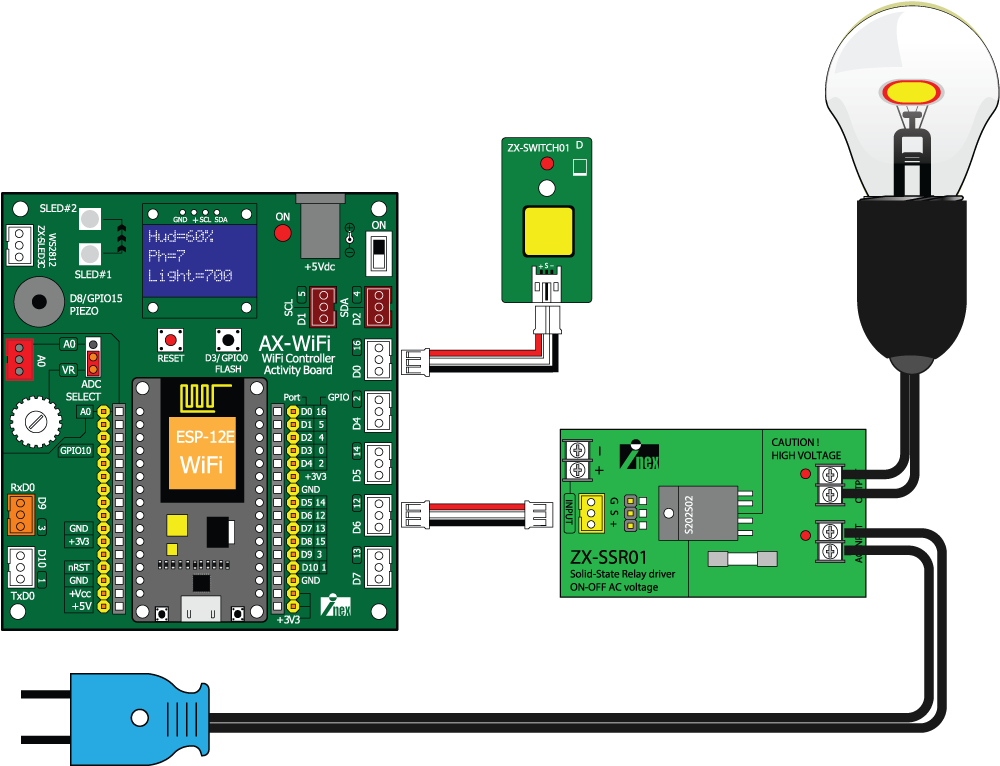 ZX-SWITCH01 D
+ S -
SLED#2
WS2812
ZX-SLED3C
SLED#1
GND + SCL SDA
Hud=60%
Ph=7
Light=700
ON
+5Vdc
ON
D8/GPIO15
PIEZO
SCL
D1 5
SDA
D2 4
RESET
D3/GPIO0
FLASH
AX-WiFi
WiFi Controller
Activity Board
D0 16
A0
A0
VR
ADC
SELECT
A0
GPIO10
ESP-12E
WiFi
Port GPIO
D0 16
D1 5
D2 4
D3 0
D4 2
+3V3
GND
D5 14
D6 12
D7 13
D8 15
D9 3
D10 1
GND
+3V3
D4 2
D5 14
D6 12
D7 13
RxD0
D9 3
D10 1
TxD0
GND
+3V3
nRST
GND
+Vcc
+5V
inex
-
+
inex
CAUTION !
HIGH VOLTAGE
INPUT
G S +
S202S02
ZX-SSR01
Solid-State Relay driver
ON-OFF AC voltage